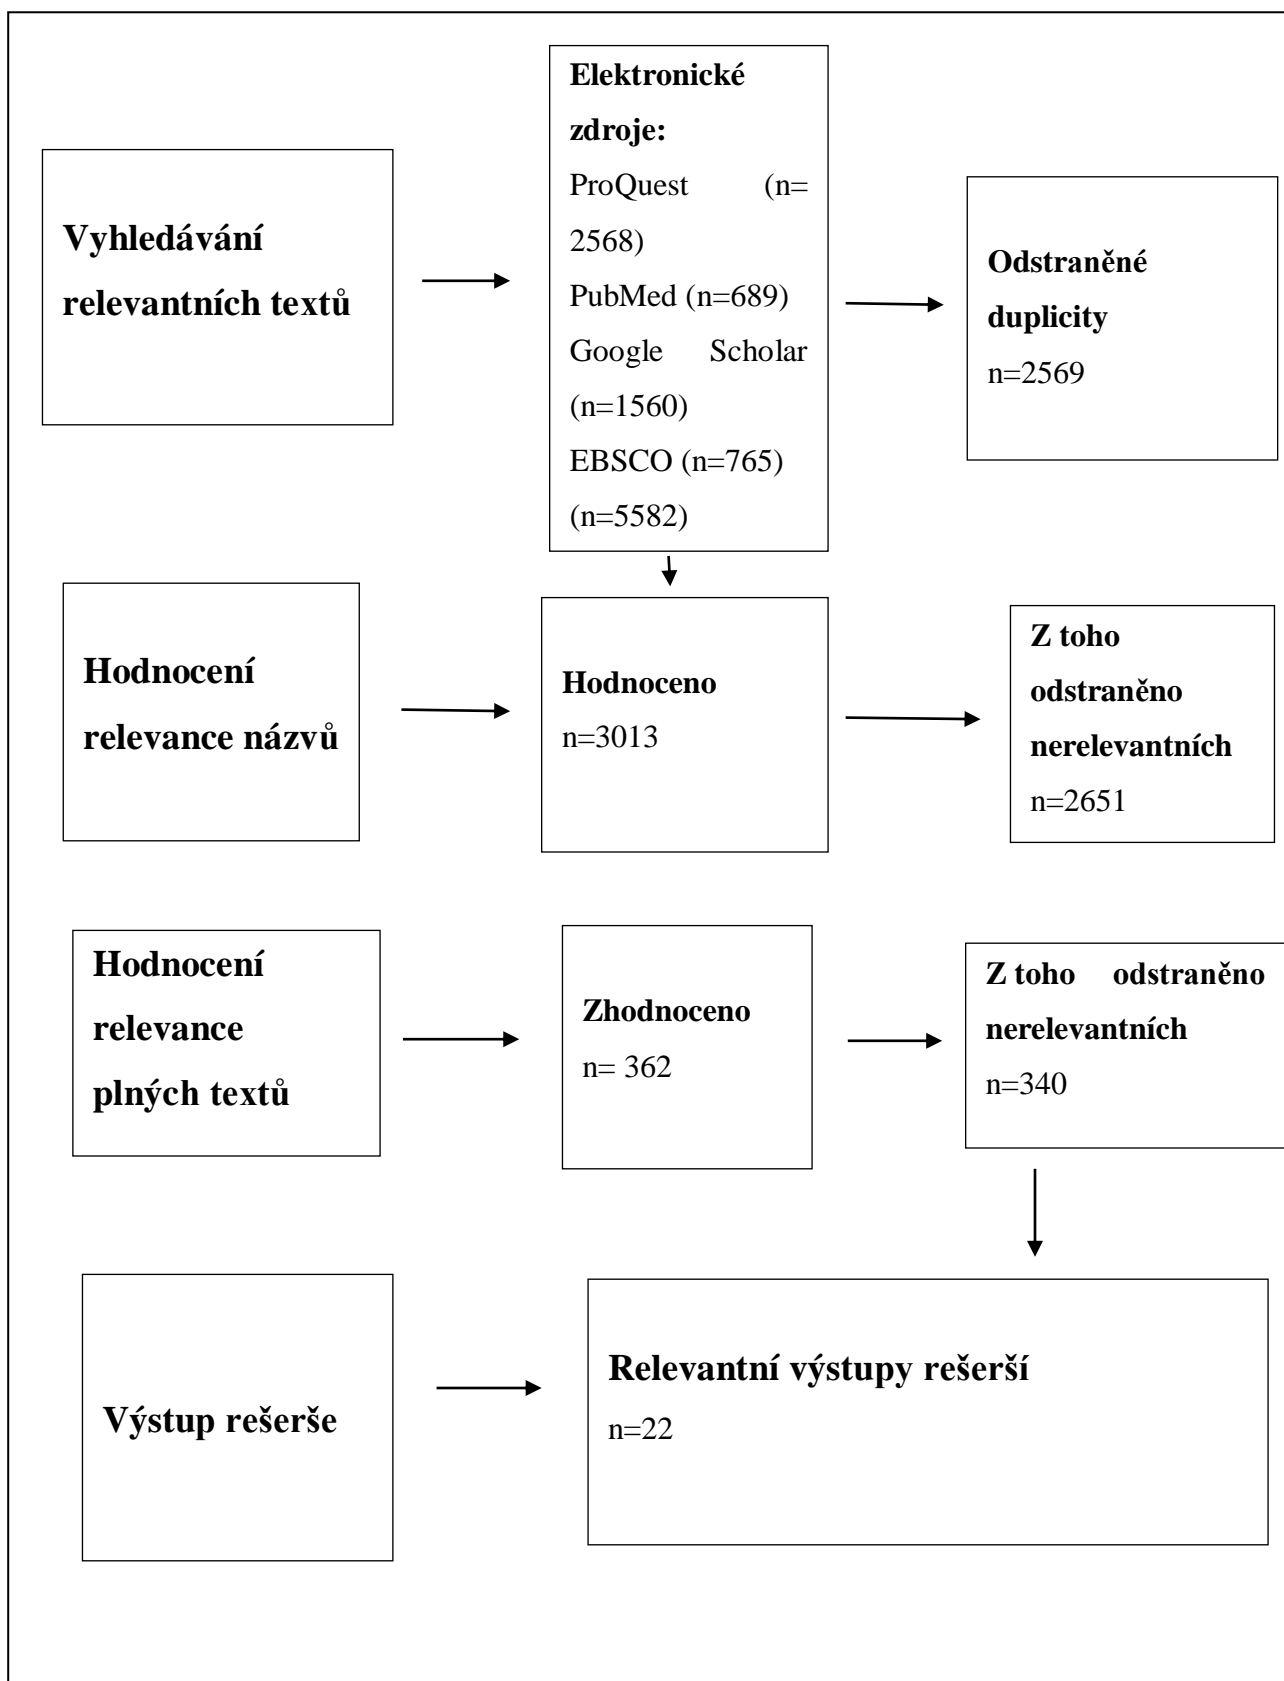 Vyhledávání
relevantních textů
Elektronické
zdroje:
ProQuest (n=
2568)
PubMed (n=689)
Google Scholar
(n=1560)
EBSCO (n=765)
(n=5582)
Odstraněné
duplicity
n=2569
Hodnocení
relevance názvů
Hodnoceno
n=3013
Z toho
odstraněno
nerelevantních
n=2651
Hodnocení
relevance
plných textů
Zhodnoceno
n= 362
Z toho odstraněno
nerelevantních
n=340
Výstup rešerše
Relevantní výstupy rešerší
n=22